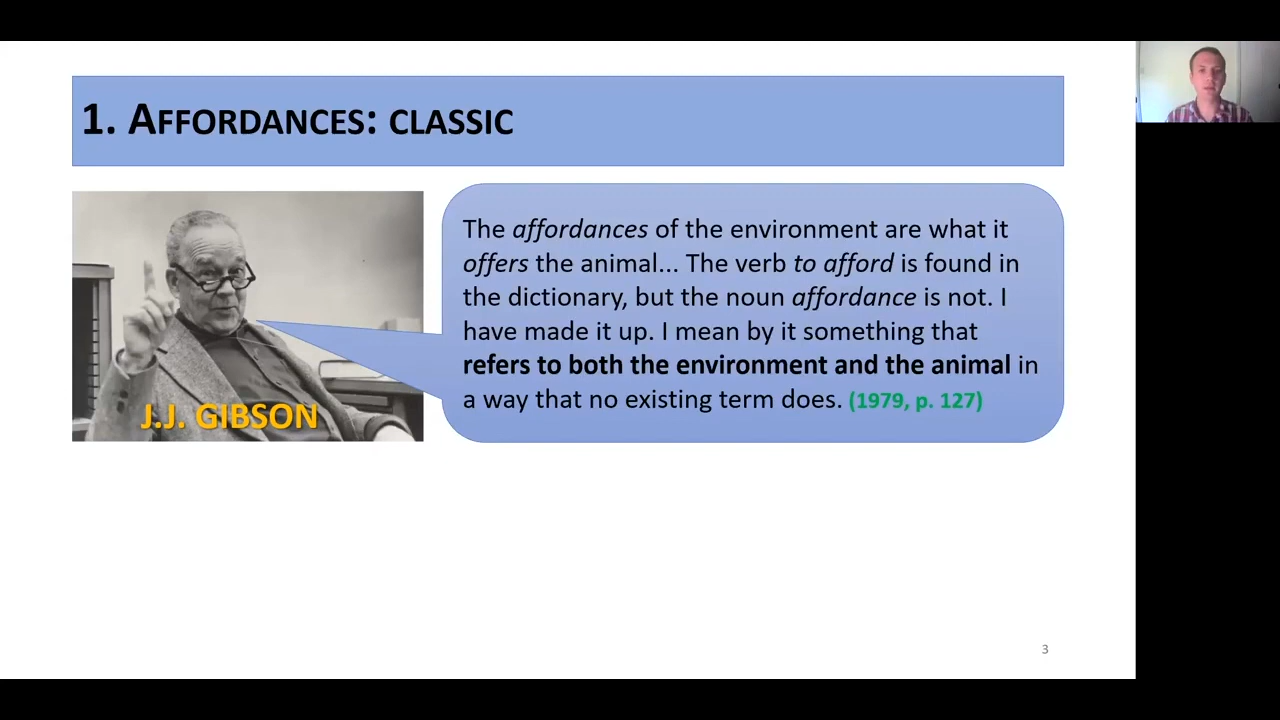 1. AFFORDANCES: CLASSIC
The affordances of the environment are what it
offers the animal... The verb to afford is found in
the dictionary, but the noun affordance is not. I
have made it up. I mean by it something that
refers to both the environment and the animal in
a way that no existing term does. (1979, p. 127)
J.J. GIBSON
3